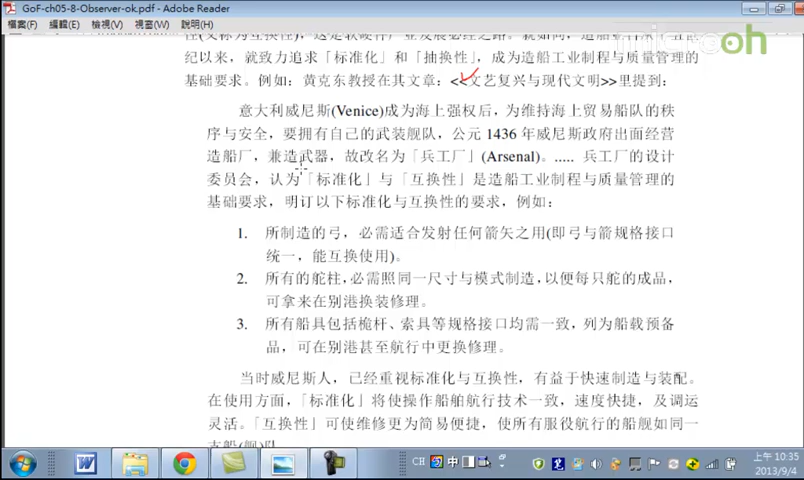 GoF-ch05-8-Observer-ok.pdf - Adobe Reader
檔案(F) 編輯(E) 檢視(V) 視窗(W) 說明(H)
纪以来，就致力追求「标准化」和「抽换性」，成为造船工业制程与质量管理的
基础要求。例如：黄克东教授在其文章：<<文艺复兴与现代文明>>里提到：
意大利威尼斯(Venice)成为海上强权后，为维持海上贸易船队的秩
序与安全，要拥有自己的武装舰队，公元 1436 年威尼斯政府出面经营
造船厂，兼造武器，故改名为「兵工厂」(Arsenal)。..... 兵工厂的设计
委员会，认为「标准化」与「互换性」是造船工业制程与质量管理的
基础要求，明订以下标准化与互换性的要求，例如：
1. 所制造的弓，必需适合发射任何箭矢之用(即弓与箭规格接口
统一，能互换使用)。
2. 所有的舵柱，必需照同一尺寸与模式制造，以便每只舵的成品，
可拿来在别港换装修理。
3. 所有船具包括桅杆、索具等规格接口均需一致，列为船载预备
品，可在别港甚至航行中更换修理。
当时威尼斯人，已经重视标准化与互换性，有益于快速制造与装配。
在使用方面，「标准化」将使操作船舶航行技术一致，速度快捷，及调运
灵活。「互换性」可使维修更为简易便捷，使所有服役航行的船舰如同一
支船(舰)队
CH 中
上午 10:35
2013/9/4